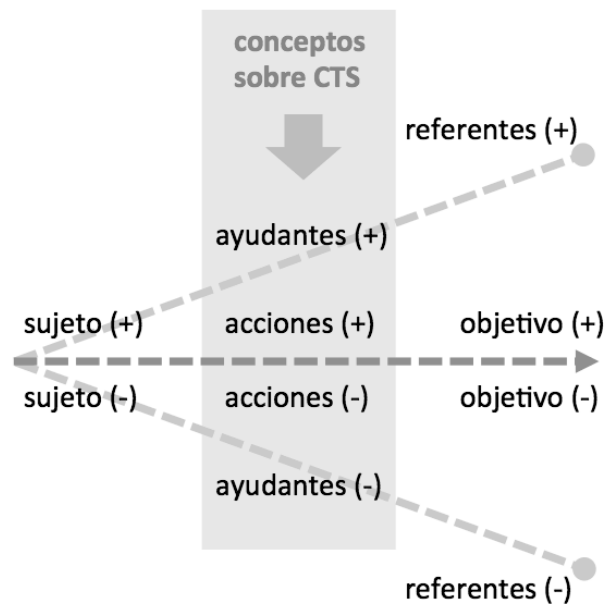 conceptos
sobre CTS
referentes (+)
ayudantes (+)
sujeto (+) acciones (+) objetivo (+)
sujeto (-) acciones (-) objetivo (-)
ayudantes (-)
referentes (-)